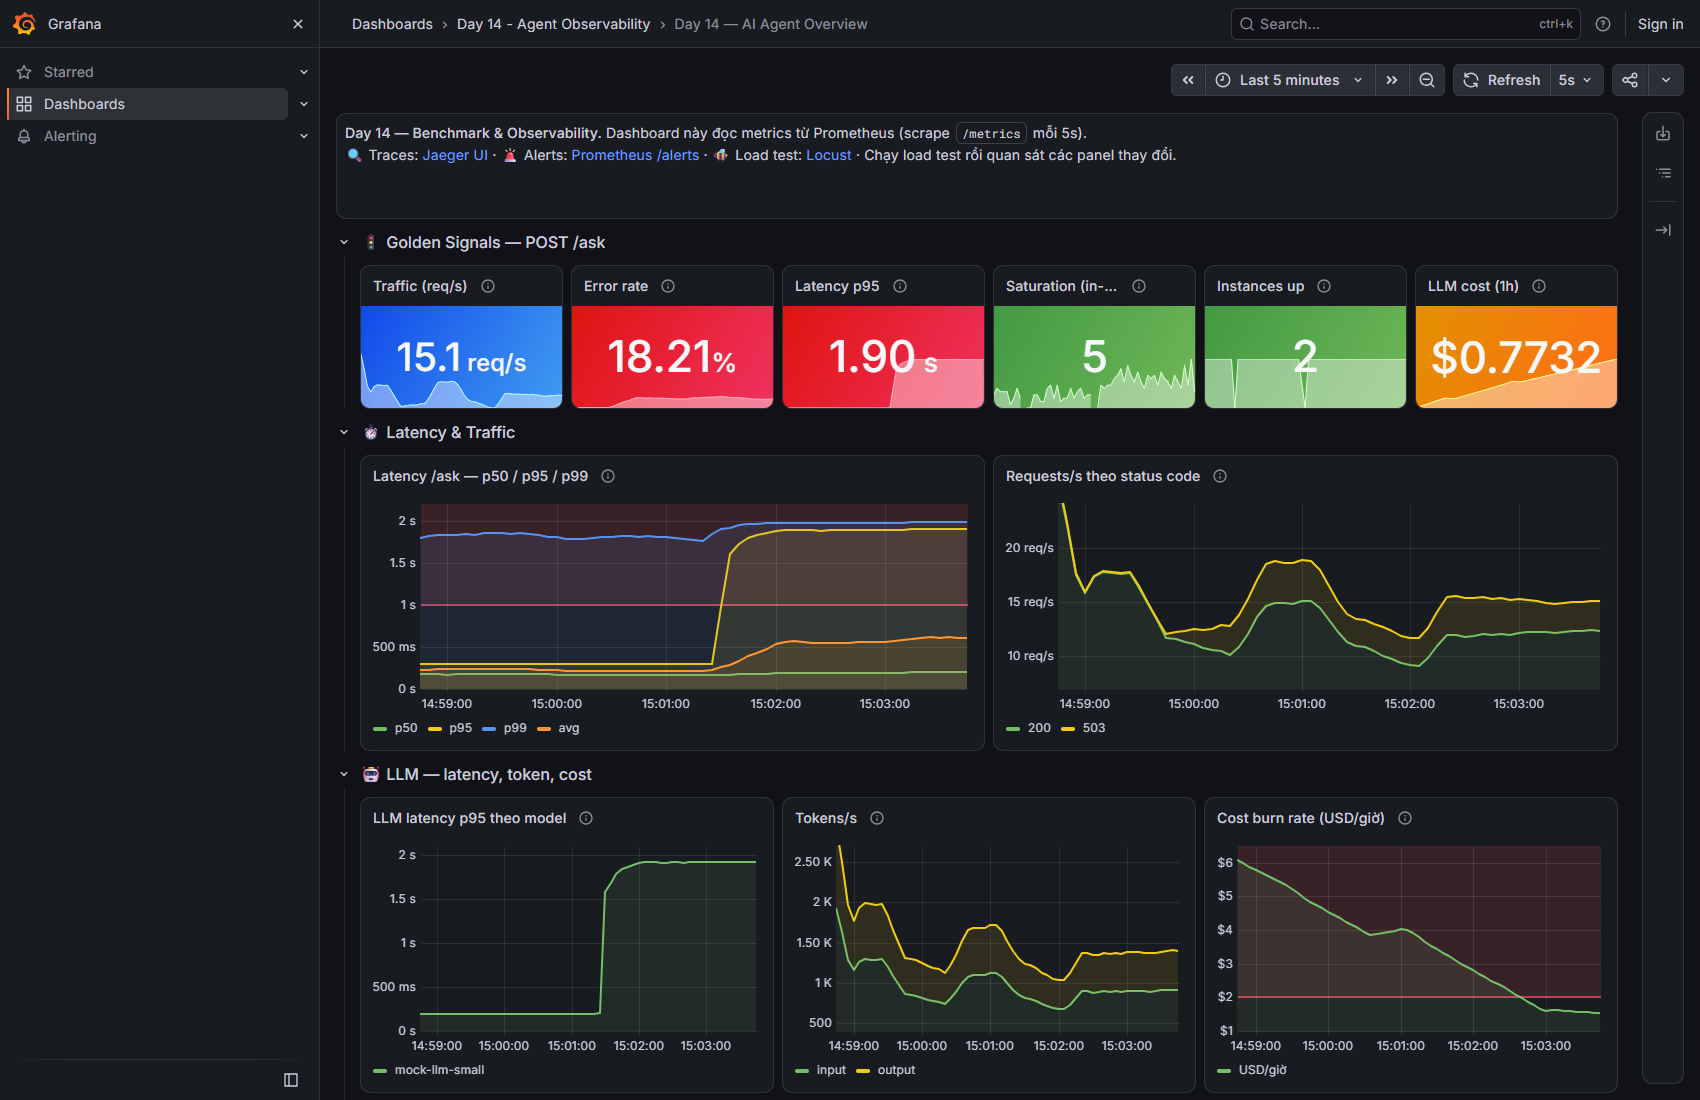 Grafana
Dashboards › Day 14 - Agent Observability › Day 14 — AI Agent Overview
Search... ctrl+k
Sign in
Starred
Dashboards
Alerting
Last 5 minutes
Refresh 5s
Day 14 — Benchmark & Observability. Dashboard này đọc metrics từ Prometheus (scrape /metrics mỗi 5s).
Traces: Jaeger UI · Alerts: Prometheus /alerts · Load test: Locust · Chạy load test rồi quan sát các panel thay đổi.
Golden Signals — POST /ask
Traffic (req/s)
15.1 req/s
Error rate
18.21%
Latency p95
1.90 s
Saturation (in-...
5
Instances up
2
LLM cost (1h)
$0.7732
Latency & Traffic
Latency /ask — p50 / p95 / p99
2 s
1.5 s
1 s
500 ms
0 s
14:59:00 15:00:00 15:01:00 15:02:00 15:03:00
p50 p95 p99 avg
Requests/s theo status code
20 req/s
15 req/s
10 req/s
14:59:00 15:00:00 15:01:00 15:02:00 15:03:00
200 503
LLM — latency, token, cost
LLM latency p95 theo model
2 s
1.5 s
1 s
500 ms
0 s
14:59:00 15:00:00 15:01:00 15:02:00 15:03:00
mock-llm-small
Tokens/s
2.50 K
2 K
1.50 K
1 K
500
14:59:00 15:00:00 15:01:00 15:02:00 15:03:00
input output
Cost burn rate (USD/giờ)
$6
$5
$4
$3
$2
$1
14:59:00 15:00:00 15:01:00 15:02:00 15:03:00
USD/giờ